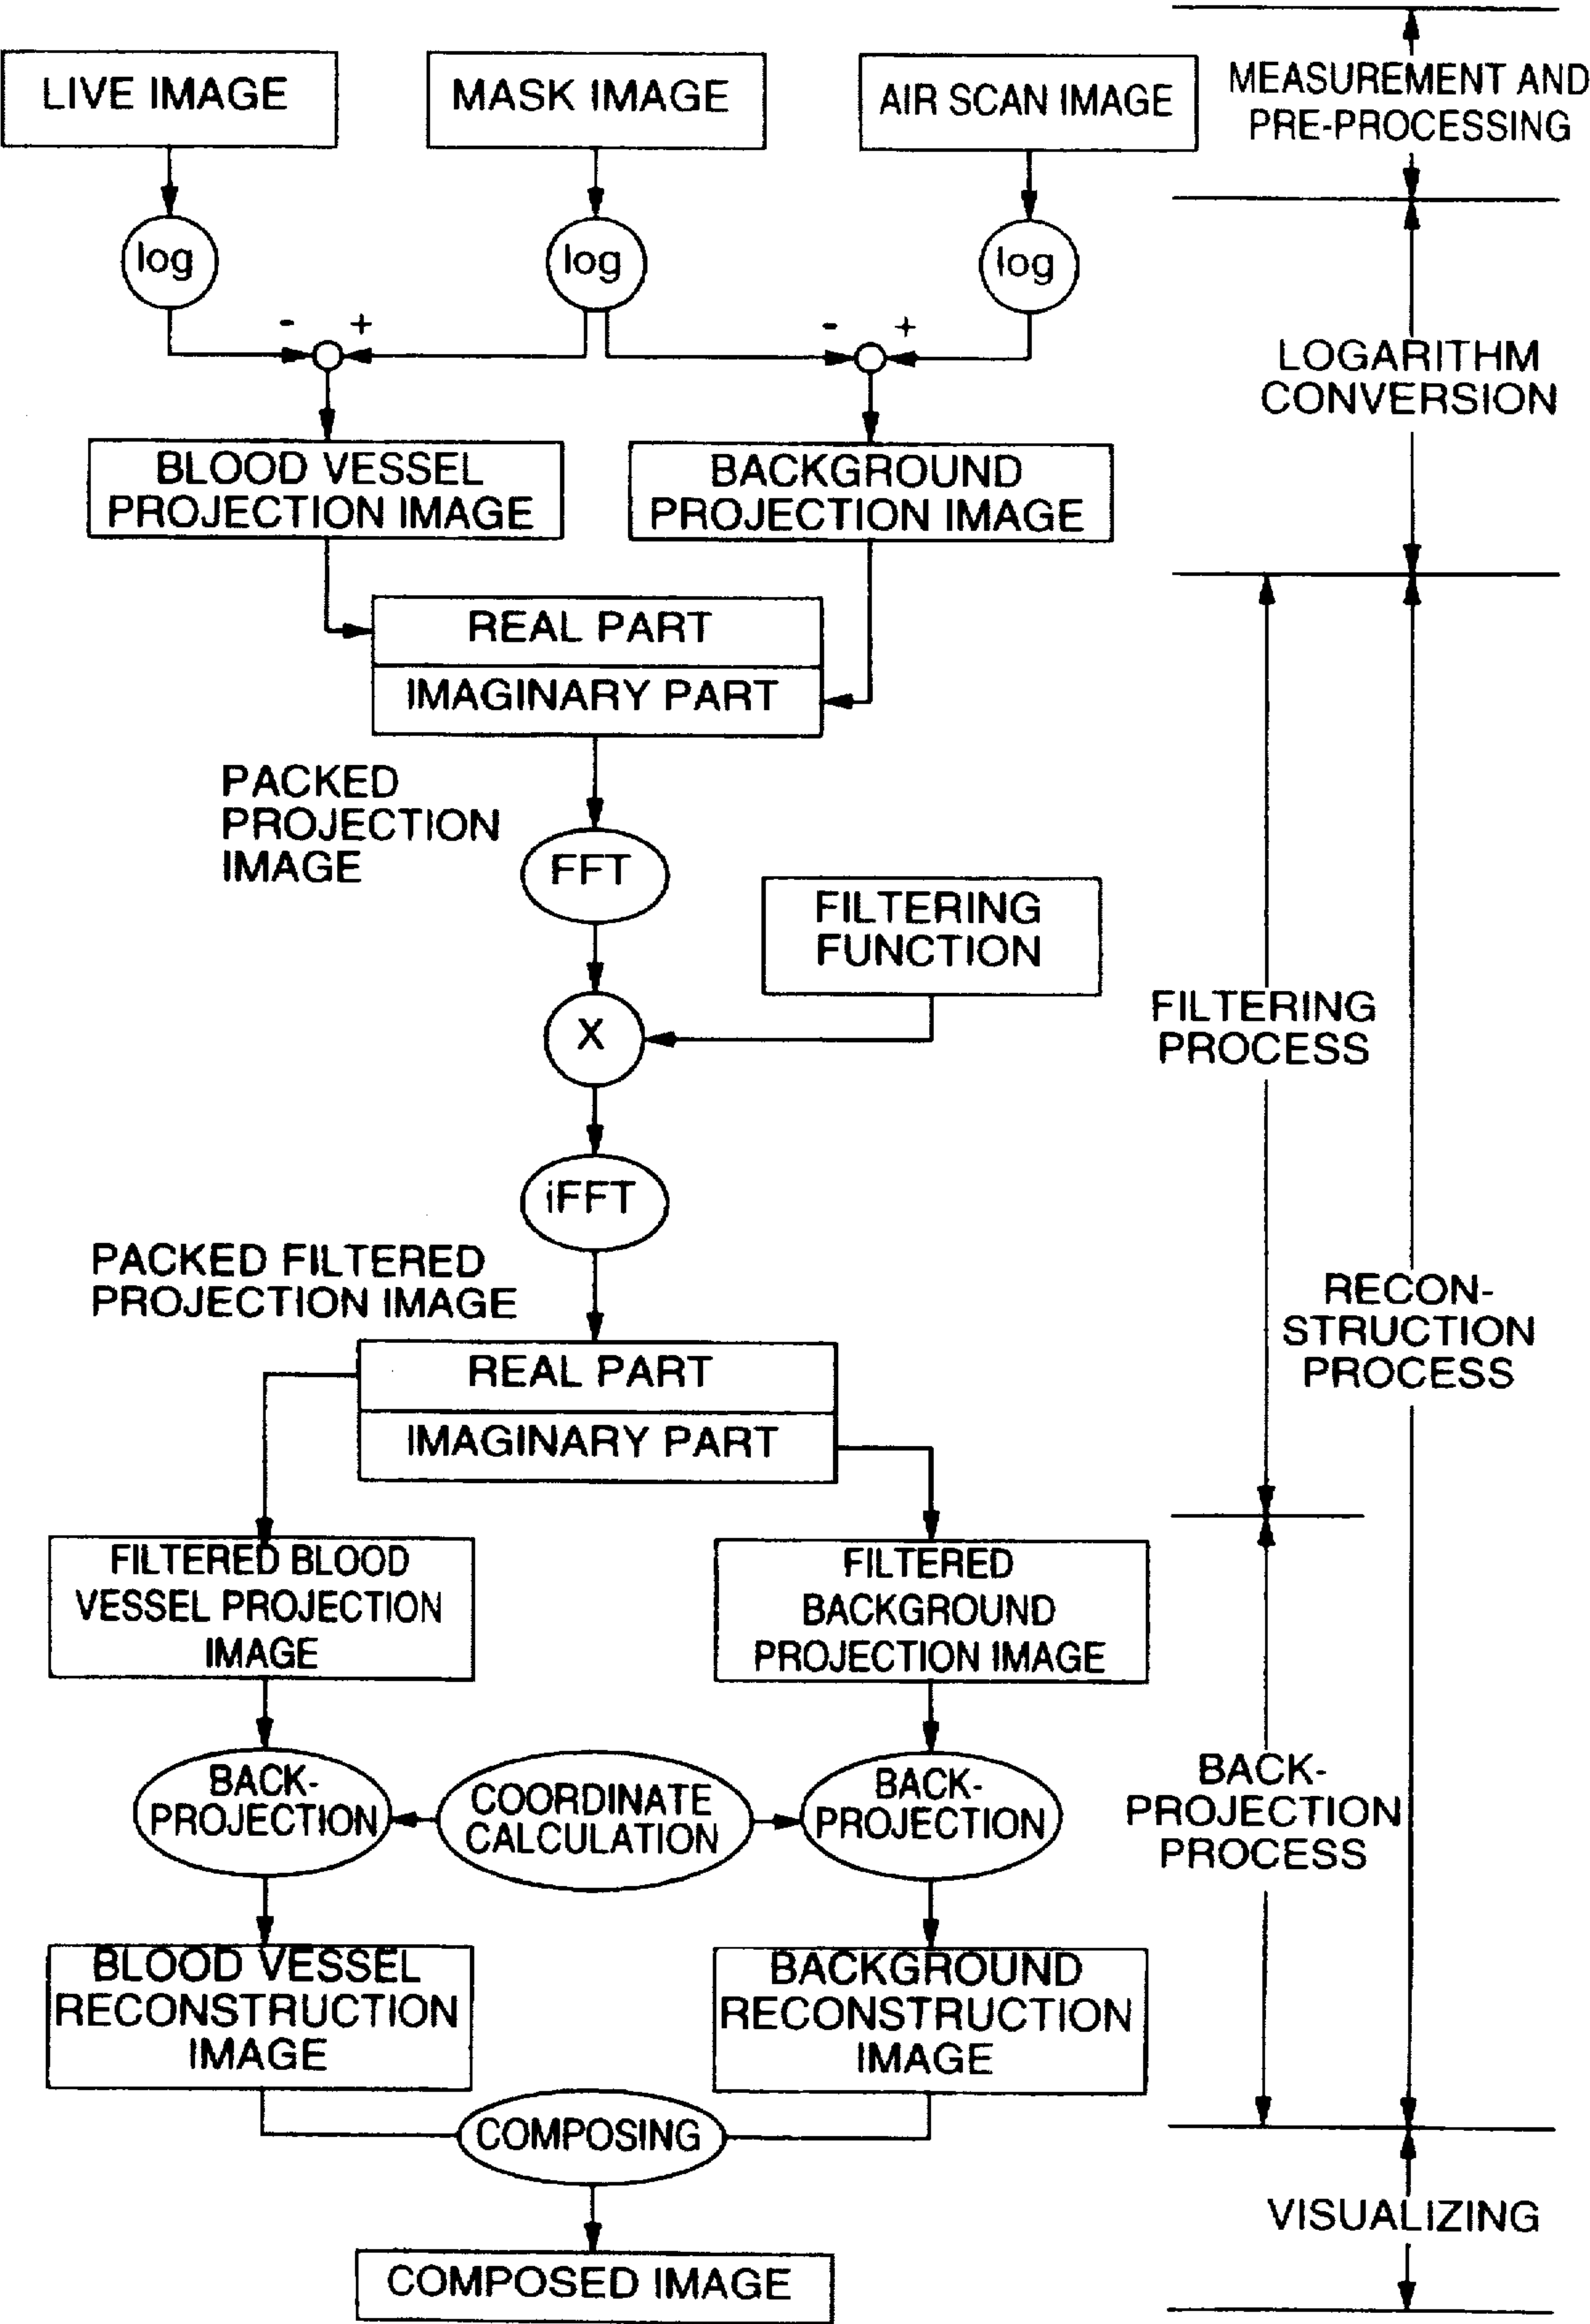 LIVE IMAGE
MASK IMAGE
AIR SCAN IMAGE
MEASUREMENT AND
PRE-PROCESSING
log
log
log
- +
- +
LOGARITHM
CONVERSION
BLOOD VESSEL
PROJECTION IMAGE
BACKGROUND
PROJECTION IMAGE
REAL PART
IMAGINARY PART
PACKED
PROJECTION
IMAGE
FFT
FILTERING
FUNCTION
X
FILTERING
PROCESS
iFFT
PACKED FILTERED
PROJECTION IMAGE
RECON-
STRUCTION
PROCESS
REAL PART
IMAGINARY PART
FILTERED BLOOD
VESSEL PROJECTION
IMAGE
FILTERED
BACKGROUND
PROJECTION IMAGE
BACK-
PROJECTION
COORDINATE
CALCULATION
BACK-
PROJECTION
BACK-
PROJECTION
PROCESS
BLOOD VESSEL
RECONSTRUCTION
IMAGE
BACKGROUND
RECONSTRUCTION
IMAGE
COMPOSING
VISUALIZING
COMPOSED IMAGE